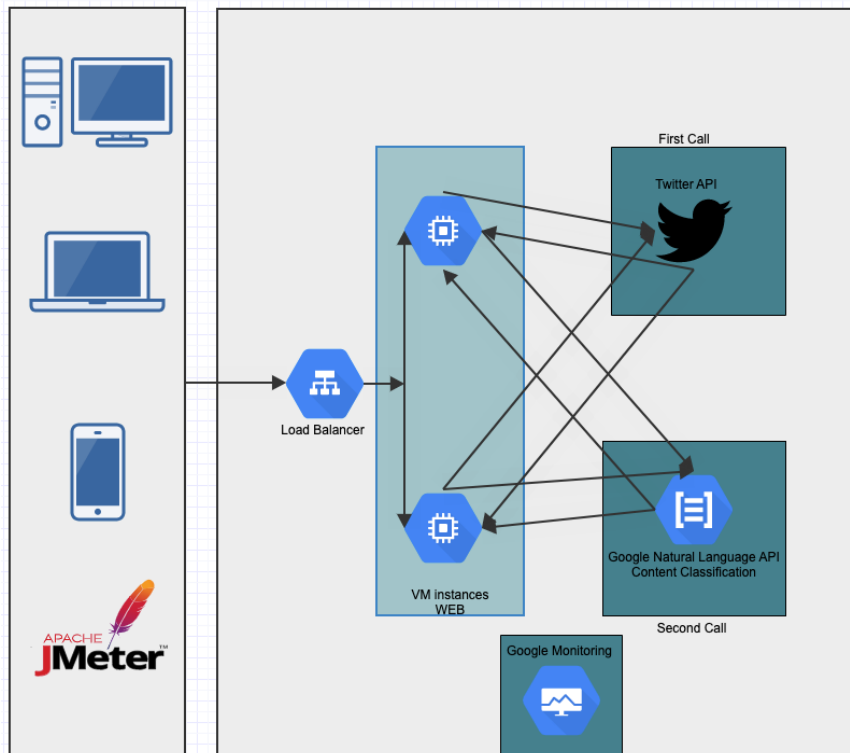 First Call
Twitter API
Load Balancer
Google Natural Language API
Content Classification
VM instances
WEB
Second Call
APACHE
JMeter™
Google Monitoring